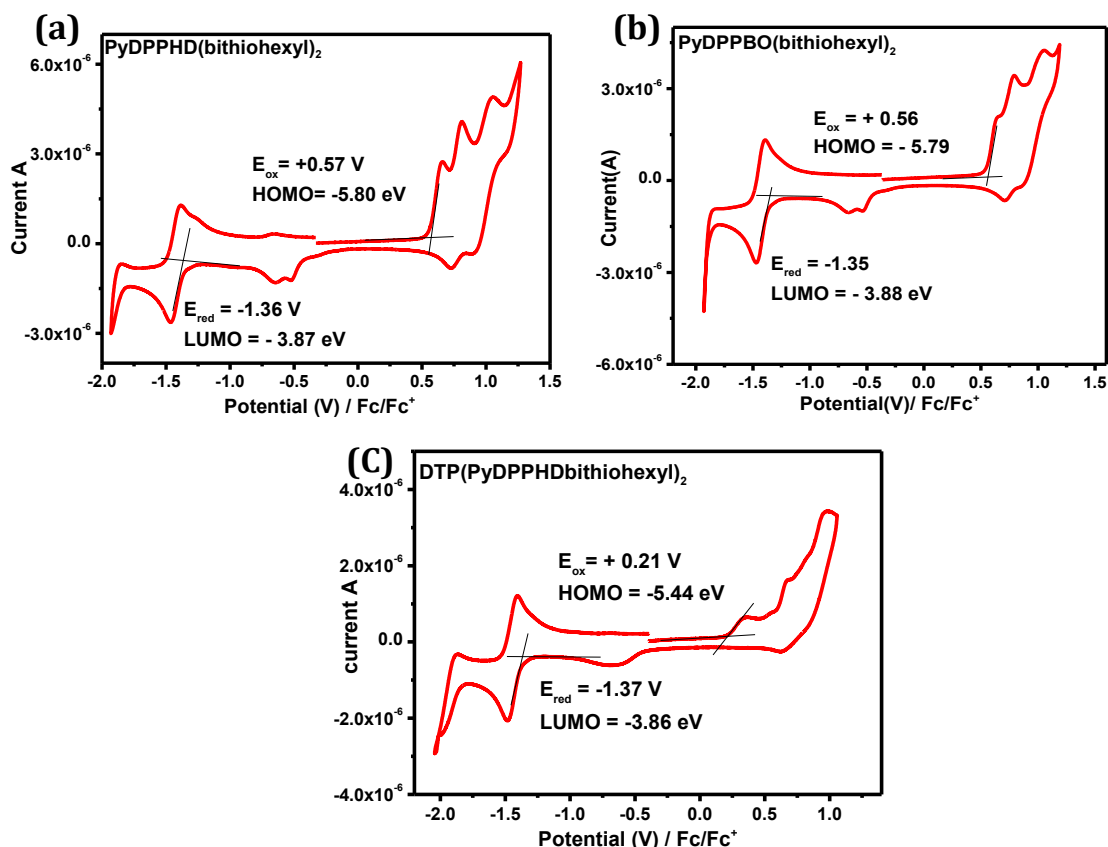 (a)
PyDPPHD(bithiohexyl)₂
6.0x10⁻⁶
3.0x10⁻⁶
0.0
-3.0x10⁻⁶
Current A
Eox = +0.57 V
HOMO= -5.80 eV
Ered = -1.36 V
LUMO = - 3.87 eV
-2.0 -1.5 -1.0 -0.5 0.0 0.5 1.0 1.5
Potential (V) / Fc/Fc⁺
(b)
PyDPPBO(bithiohexyl)₂
3.0x10⁻⁶
0.0
-3.0x10⁻⁶
-6.0x10⁻⁶
Current(A)
Eox = + 0.56
HOMO = - 5.79
Ered = -1.35
LUMO = - 3.88 eV
-2.0 -1.5 -1.0 -0.5 0.0 0.5 1.0 1.5
Potential(V)/ Fc/Fc⁺
(C)
DTP(PyDPPHDbithiohexyl)₂
4.0x10⁻⁶
2.0x10⁻⁶
0.0
-2.0x10⁻⁶
-4.0x10⁻⁶
current A
Eox= + 0.21 V
HOMO = -5.44 eV
Ered = -1.37 V
LUMO = -3.86 eV
-2.0 -1.5 -1.0 -0.5 0.0 0.5 1.0
Potential (V) / Fc/Fc⁺